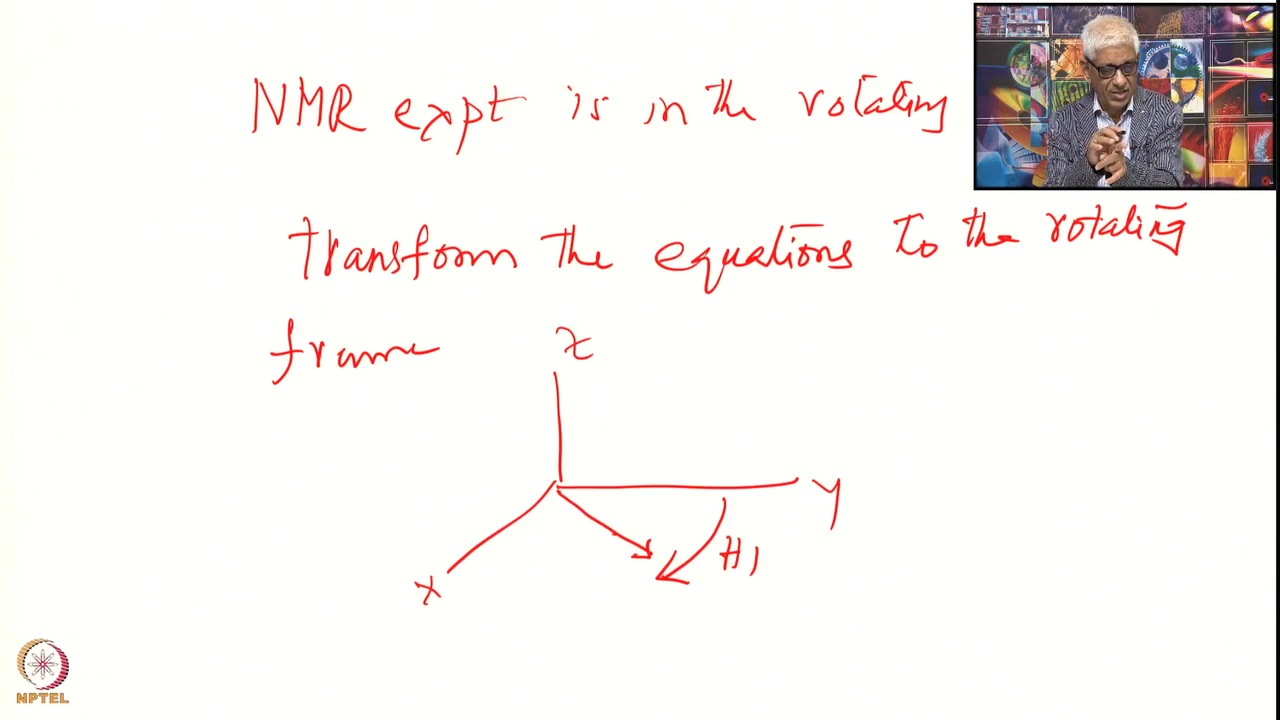 NMR expt is in the rotating
transform the equations to the rotating
frame
Z
Y
H1
X
NPTEL